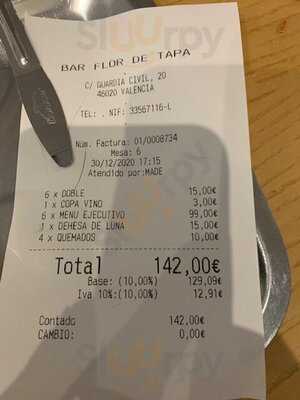 Sluurpy
BAR FLOR DE TAPA
C/ GUARDIA CIVIL, 20
46020 VALENCIA
TEL: . NIF: 33567116-L
Núm. Factura: 01/0008734
Mesa: 6
30/12/2020 17:15
Atendido por:MADE
6 x DOBLE 15,00€
1 x COPA VINO 3,00€
6 x MENU EJECUTIVO 99,00€
1 x DEHESA DE LUNA 15,00€
4 x QUEMADOS 10,00€
Total 142,00€
Base: (10,00%) 129,09€
Iva 10%:(10,00%) 12,91€
Contado 142,00€
CAMBIO: 0,00€
Sluurpy